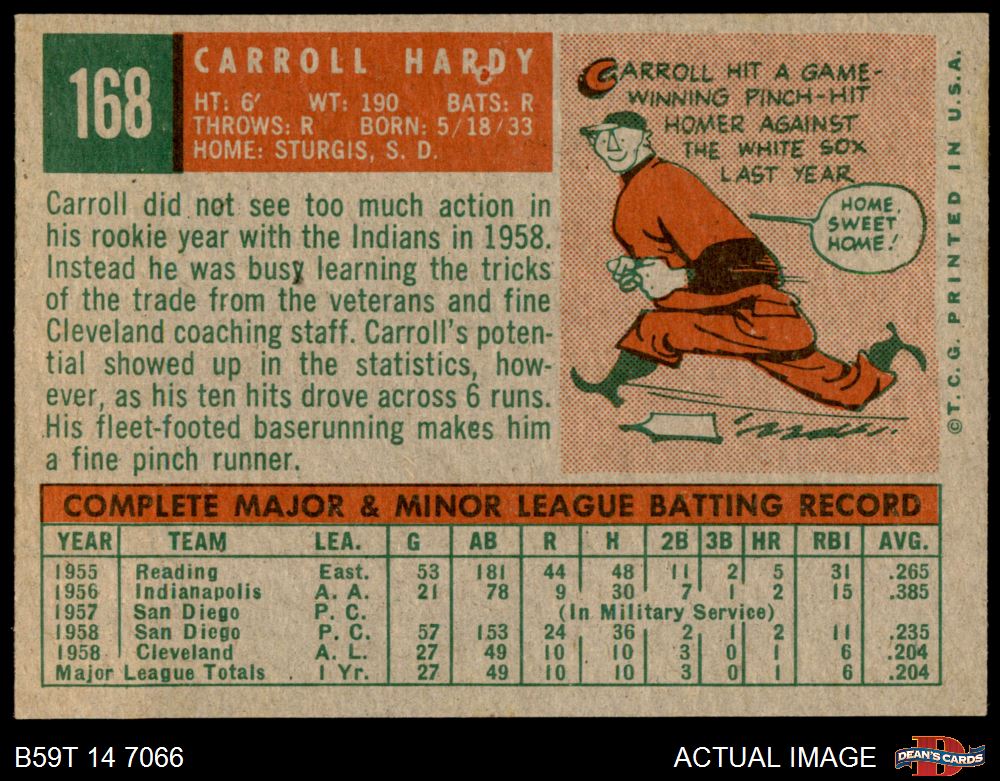 168
CARROLL HARDY
HT: 6' WT: 190 BATS: R
THROWS: R BORN: 5/18/33
HOME: STURGIS, S. D.
Carroll did not see too much action in
his rookie year with the Indians in 1958.
Instead he was busy learning the tricks
of the trade from the veterans and fine
Cleveland coaching staff. Carroll's poten-
tial showed up in the statistics, how-
ever, as his ten hits drove across 6 runs.
His fleet-footed baserunning makes him
a fine pinch runner.
C
CARROLL HIT A GAME-
WINNING PINCH-HIT
HOMER AGAINST
THE WHITE SOX
LAST YEAR
HOME,
SWEET
HOME!
©T. C. G. PRINTED IN U.S.A.
COMPLETE MAJOR & MINOR LEAGUE BATTING RECORD
YEAR TEAM LEA. G AB R H 2B 3B HR RBI AVG.
1955 Reading East. 53 181 44 48 11 2 5 31 .265
1956 Indianapolis A. A. 21 78 9 30 7 1 2 15 .385
1957 San Diego P. C. (In Military Service)
1958 San Diego P. C. 57 153 24 36 2 1 2 11 .235
1958 Cleveland A. L. 27 49 10 10 3 0 1 6 .204
Major League Totals 1 Yr. 27 49 10 10 3 0 1 6 .204
B59T 14 7066
ACTUAL IMAGE
D
DEAN'S CARDS